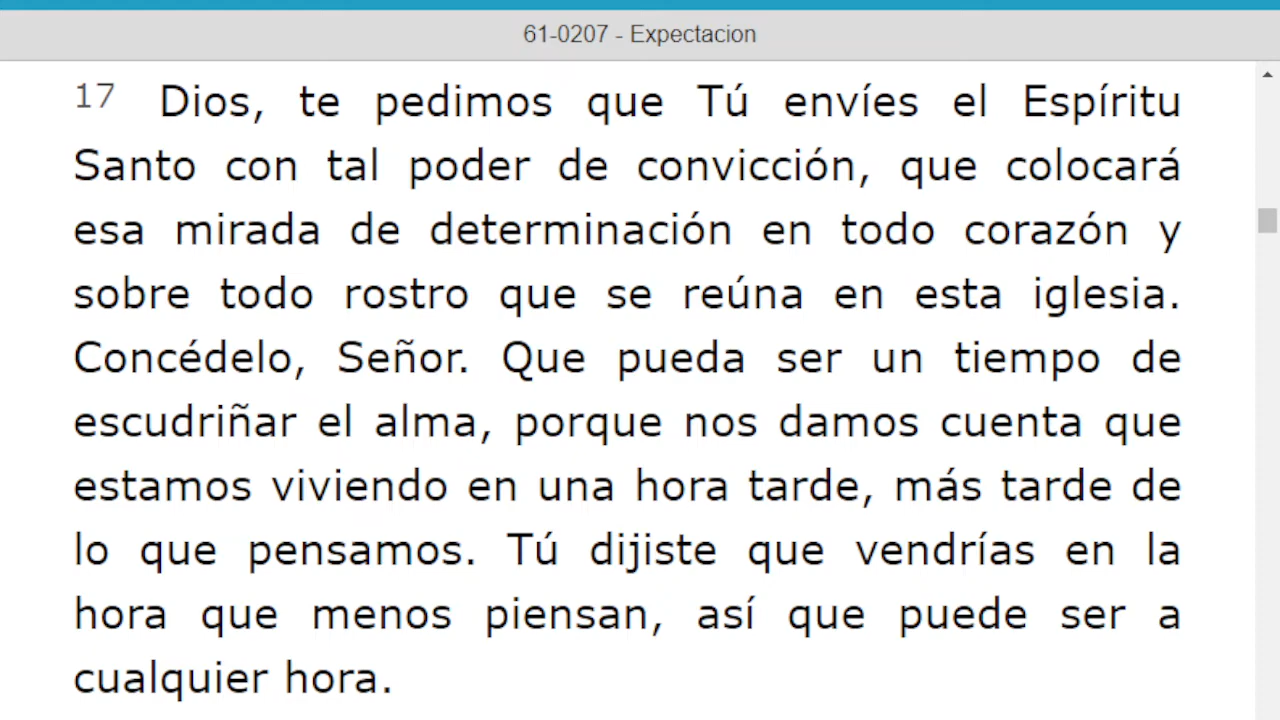 61-0207 - Expectacion
17 Dios, te pedimos que Tú envíes el Espíritu
Santo con tal poder de convicción, que colocará
esa mirada de determinación en todo corazón y
sobre todo rostro que se reúna en esta iglesia.
Concédelo, Señor. Que pueda ser un tiempo de
escudriñar el alma, porque nos damos cuenta que
estamos viviendo en una hora tarde, más tarde de
lo que pensamos. Tú dijiste que vendrías en la
hora que menos piensan, así que puede ser a
cualquier hora.